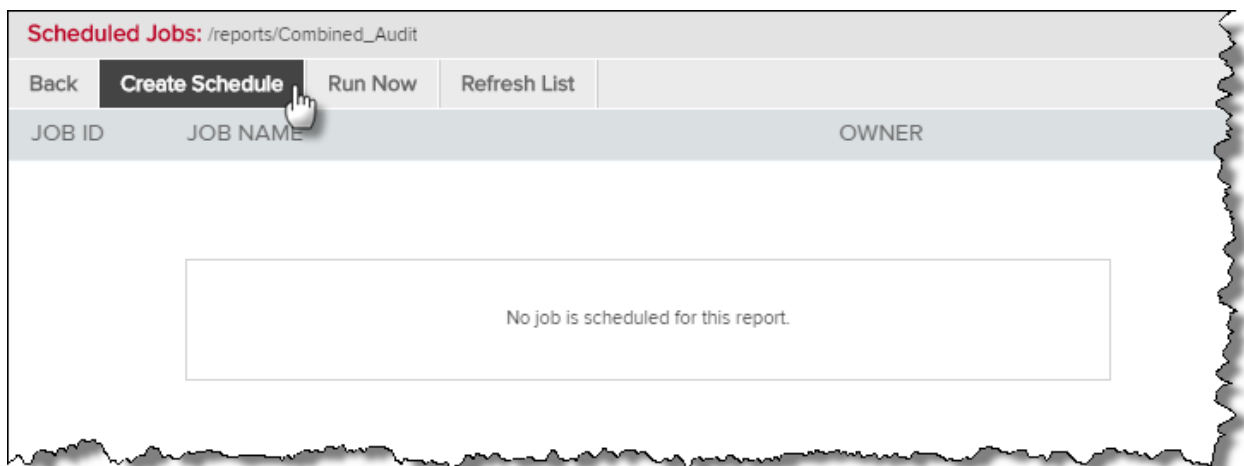 Scheduled Jobs: /reports/Combined_Audit
Back Create Schedule Run Now Refresh List
JOB ID JOB NAME OWNER
No job is scheduled for this report.